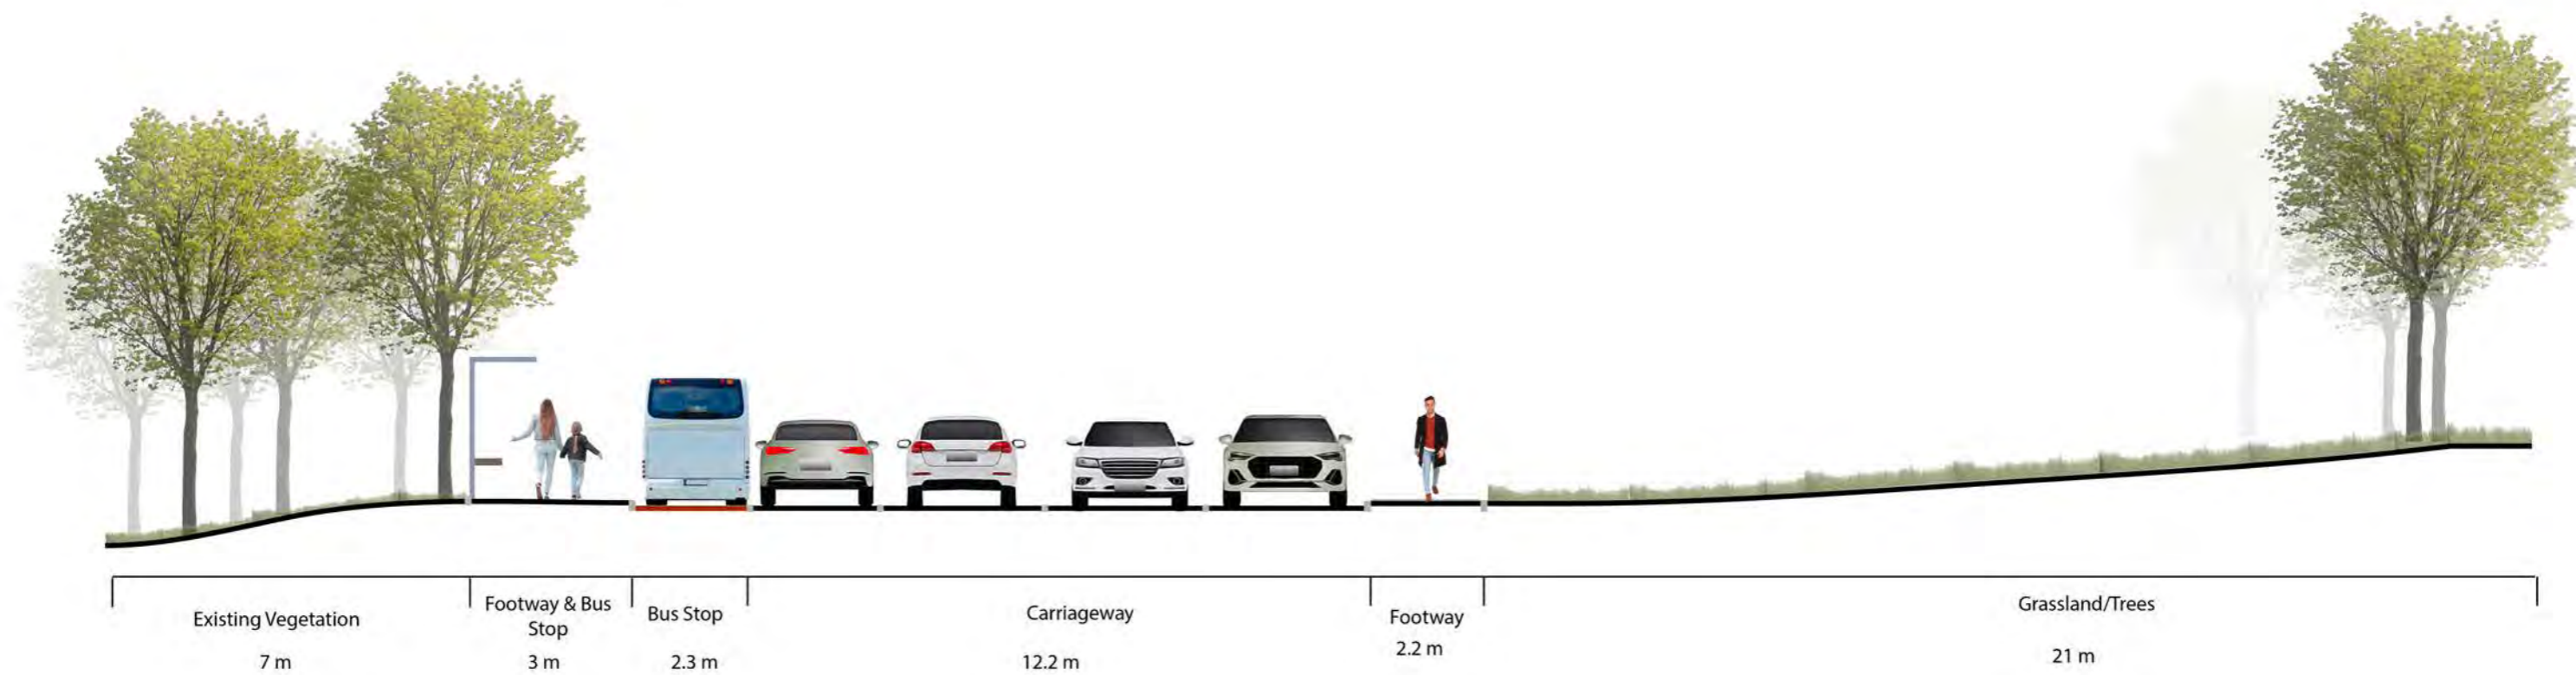 Existing Vegetation
7 m
Footway & Bus
Stop
3 m
Bus Stop
2.3 m
Carriageway
12.2 m
Footway
2.2 m
Grassland/Trees
21 m